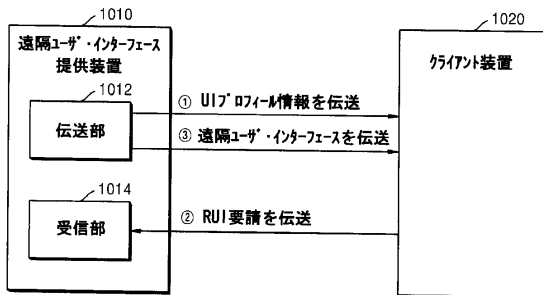 1010
遠隔ユーザ・インターフェース
提供装置
1012
伝送部
1014
受信部
① UIプロフィール情報を伝送
③ 遠隔ユーザ・インターフェースを伝送
② RUI要請を伝送
1020
クライアント装置